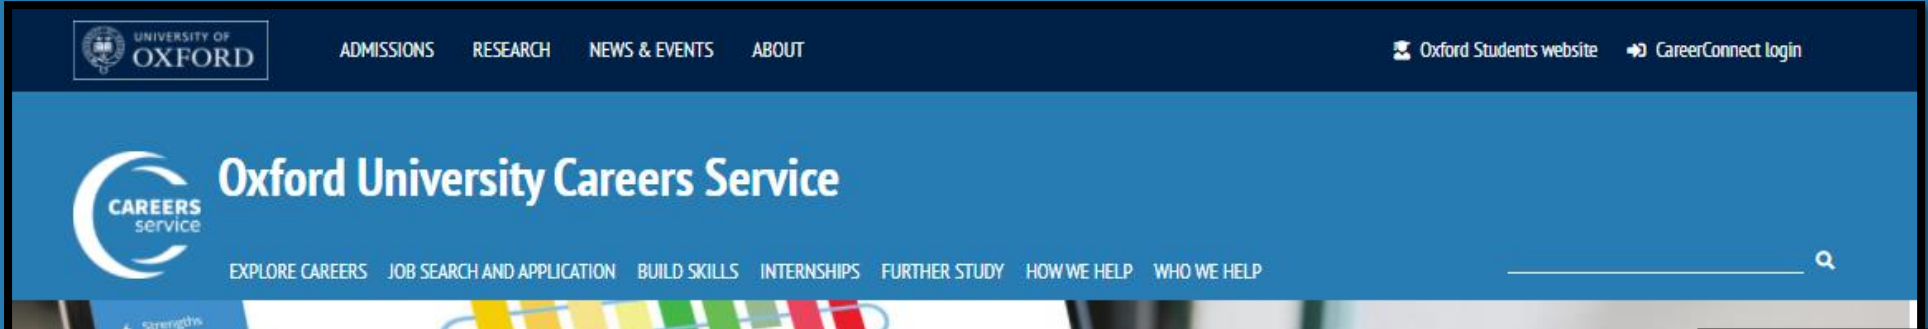 UNIVERSITY OF
OXFORD
ADMISSIONS RESEARCH NEWS & EVENTS ABOUT
Oxford Students website CareerConnect login
CAREERS
service
Oxford University Careers Service
EXPLORE CAREERS JOB SEARCH AND APPLICATION BUILD SKILLS INTERNSHIPS FURTHER STUDY HOW WE HELP WHO WE HELP
Strengths